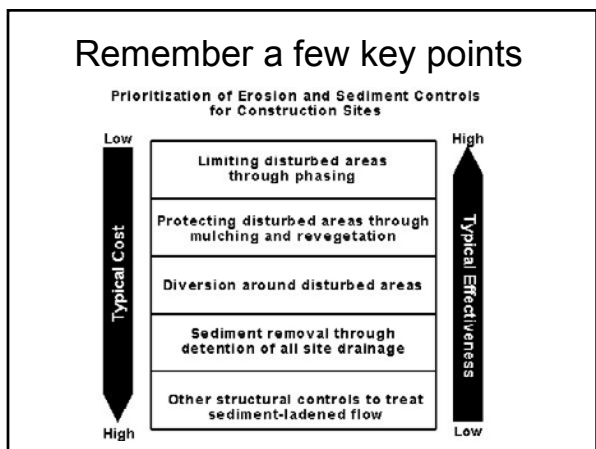 Remember a few key points
Prioritization of Erosion and Sediment Controls
for Construction Sites
Low
High
Limiting disturbed areas
through phasing
Protecting disturbed areas through
mulching and revegetation
Diversion around disturbed areas
Sediment removal through
detention of all site drainage
Other structural controls to treat
sediment-ladened flow
Typical Cost
Typical Effectiveness
High
Low